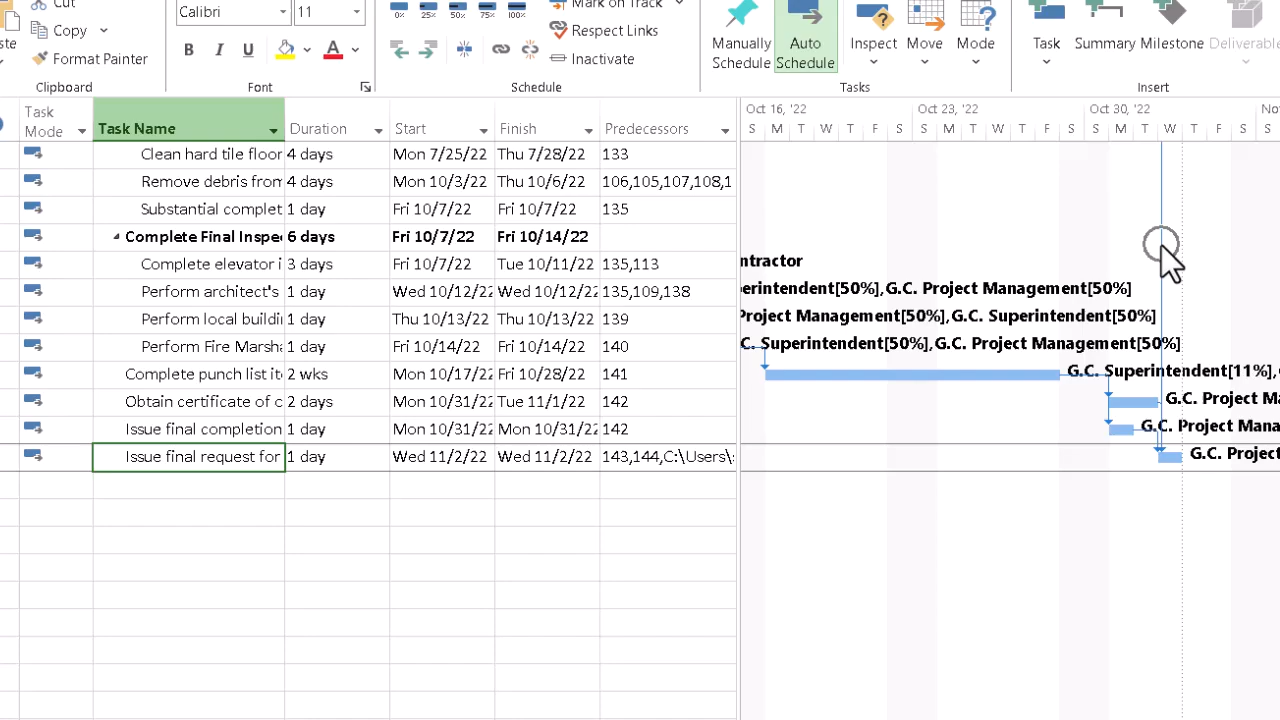 Cut
Calibri 11
0% 25% 50% 75% 100%
Mark on Track
Copy
Respect Links
Format Painter
B I U A
Inactivate
Manually Schedule
Auto Schedule
Inspect
Move
Mode
Task
Summary
Milestone
Deliverable
Clipboard
Font
Schedule
Tasks
Insert
Task Mode
Task Name
Duration
Start
Finish
Predecessors
Oct 16, '22 Oct 23, '22 Oct 30, '22
S M T W T F S S M T W T F S S M T W T F S
Clean hard tile floor 4 days Mon 7/25/22 Thu 7/28/22 133
Remove debris from 4 days Mon 10/3/22 Thu 10/6/22 106,105,107,108,1
Substantial complet 1 day Fri 10/7/22 Fri 10/7/22 135
Complete Final Inspe 6 days Fri 10/7/22 Fri 10/14/22
Complete elevator i 3 days Fri 10/7/22 Tue 10/11/22 135,113
Perform architect's 1 day Wed 10/12/22 Wed 10/12/22 135,109,138
Perform local buildi 1 day Thu 10/13/22 Thu 10/13/22 139
Perform Fire Marsha 1 day Fri 10/14/22 Fri 10/14/22 140
Complete punch list it 2 wks Mon 10/17/22 Fri 10/28/22 141
Obtain certificate of c 2 days Mon 10/31/22 Tue 11/1/22 142
Issue final completion 1 day Mon 10/31/22 Mon 10/31/22 142
Issue final request for 1 day Wed 11/2/22 Wed 11/2/22 143,144,C:\Users\
ntractor
erintendent[50%],G.C. Project Management[50%]
Project Management[50%],G.C. Superintendent[50%]
C. Superintendent[50%],G.C. Project Management[50%]
G.C. Superintendent[11%],
G.C. Project Ma
G.C. Project Mana
G.C. Project